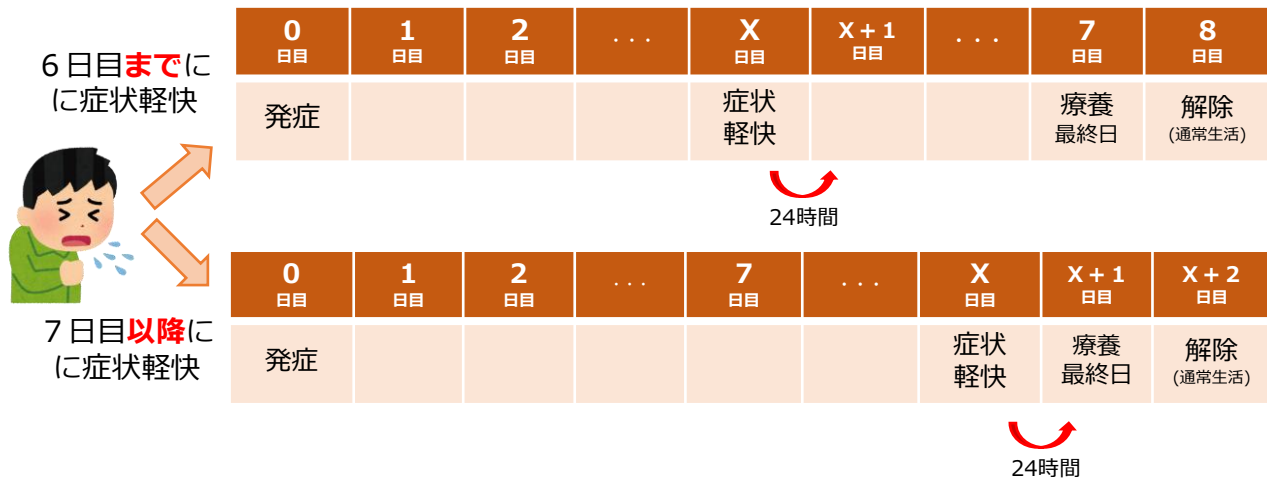 6日目までに
に症状軽快
0 1 2 ... X X+1 ... 7 8
日目 日目 日目 日目 日目 日目 日目
発症 症状軽快 療養最終日 解除(通常生活)
24時間
7日目以降に
に症状軽快
0 1 2 ... 7 ... X X+1 X+2
日目 日目 日目 日目 日目 日目 日目
発症 症状軽快 療養最終日 解除(通常生活)
24時間